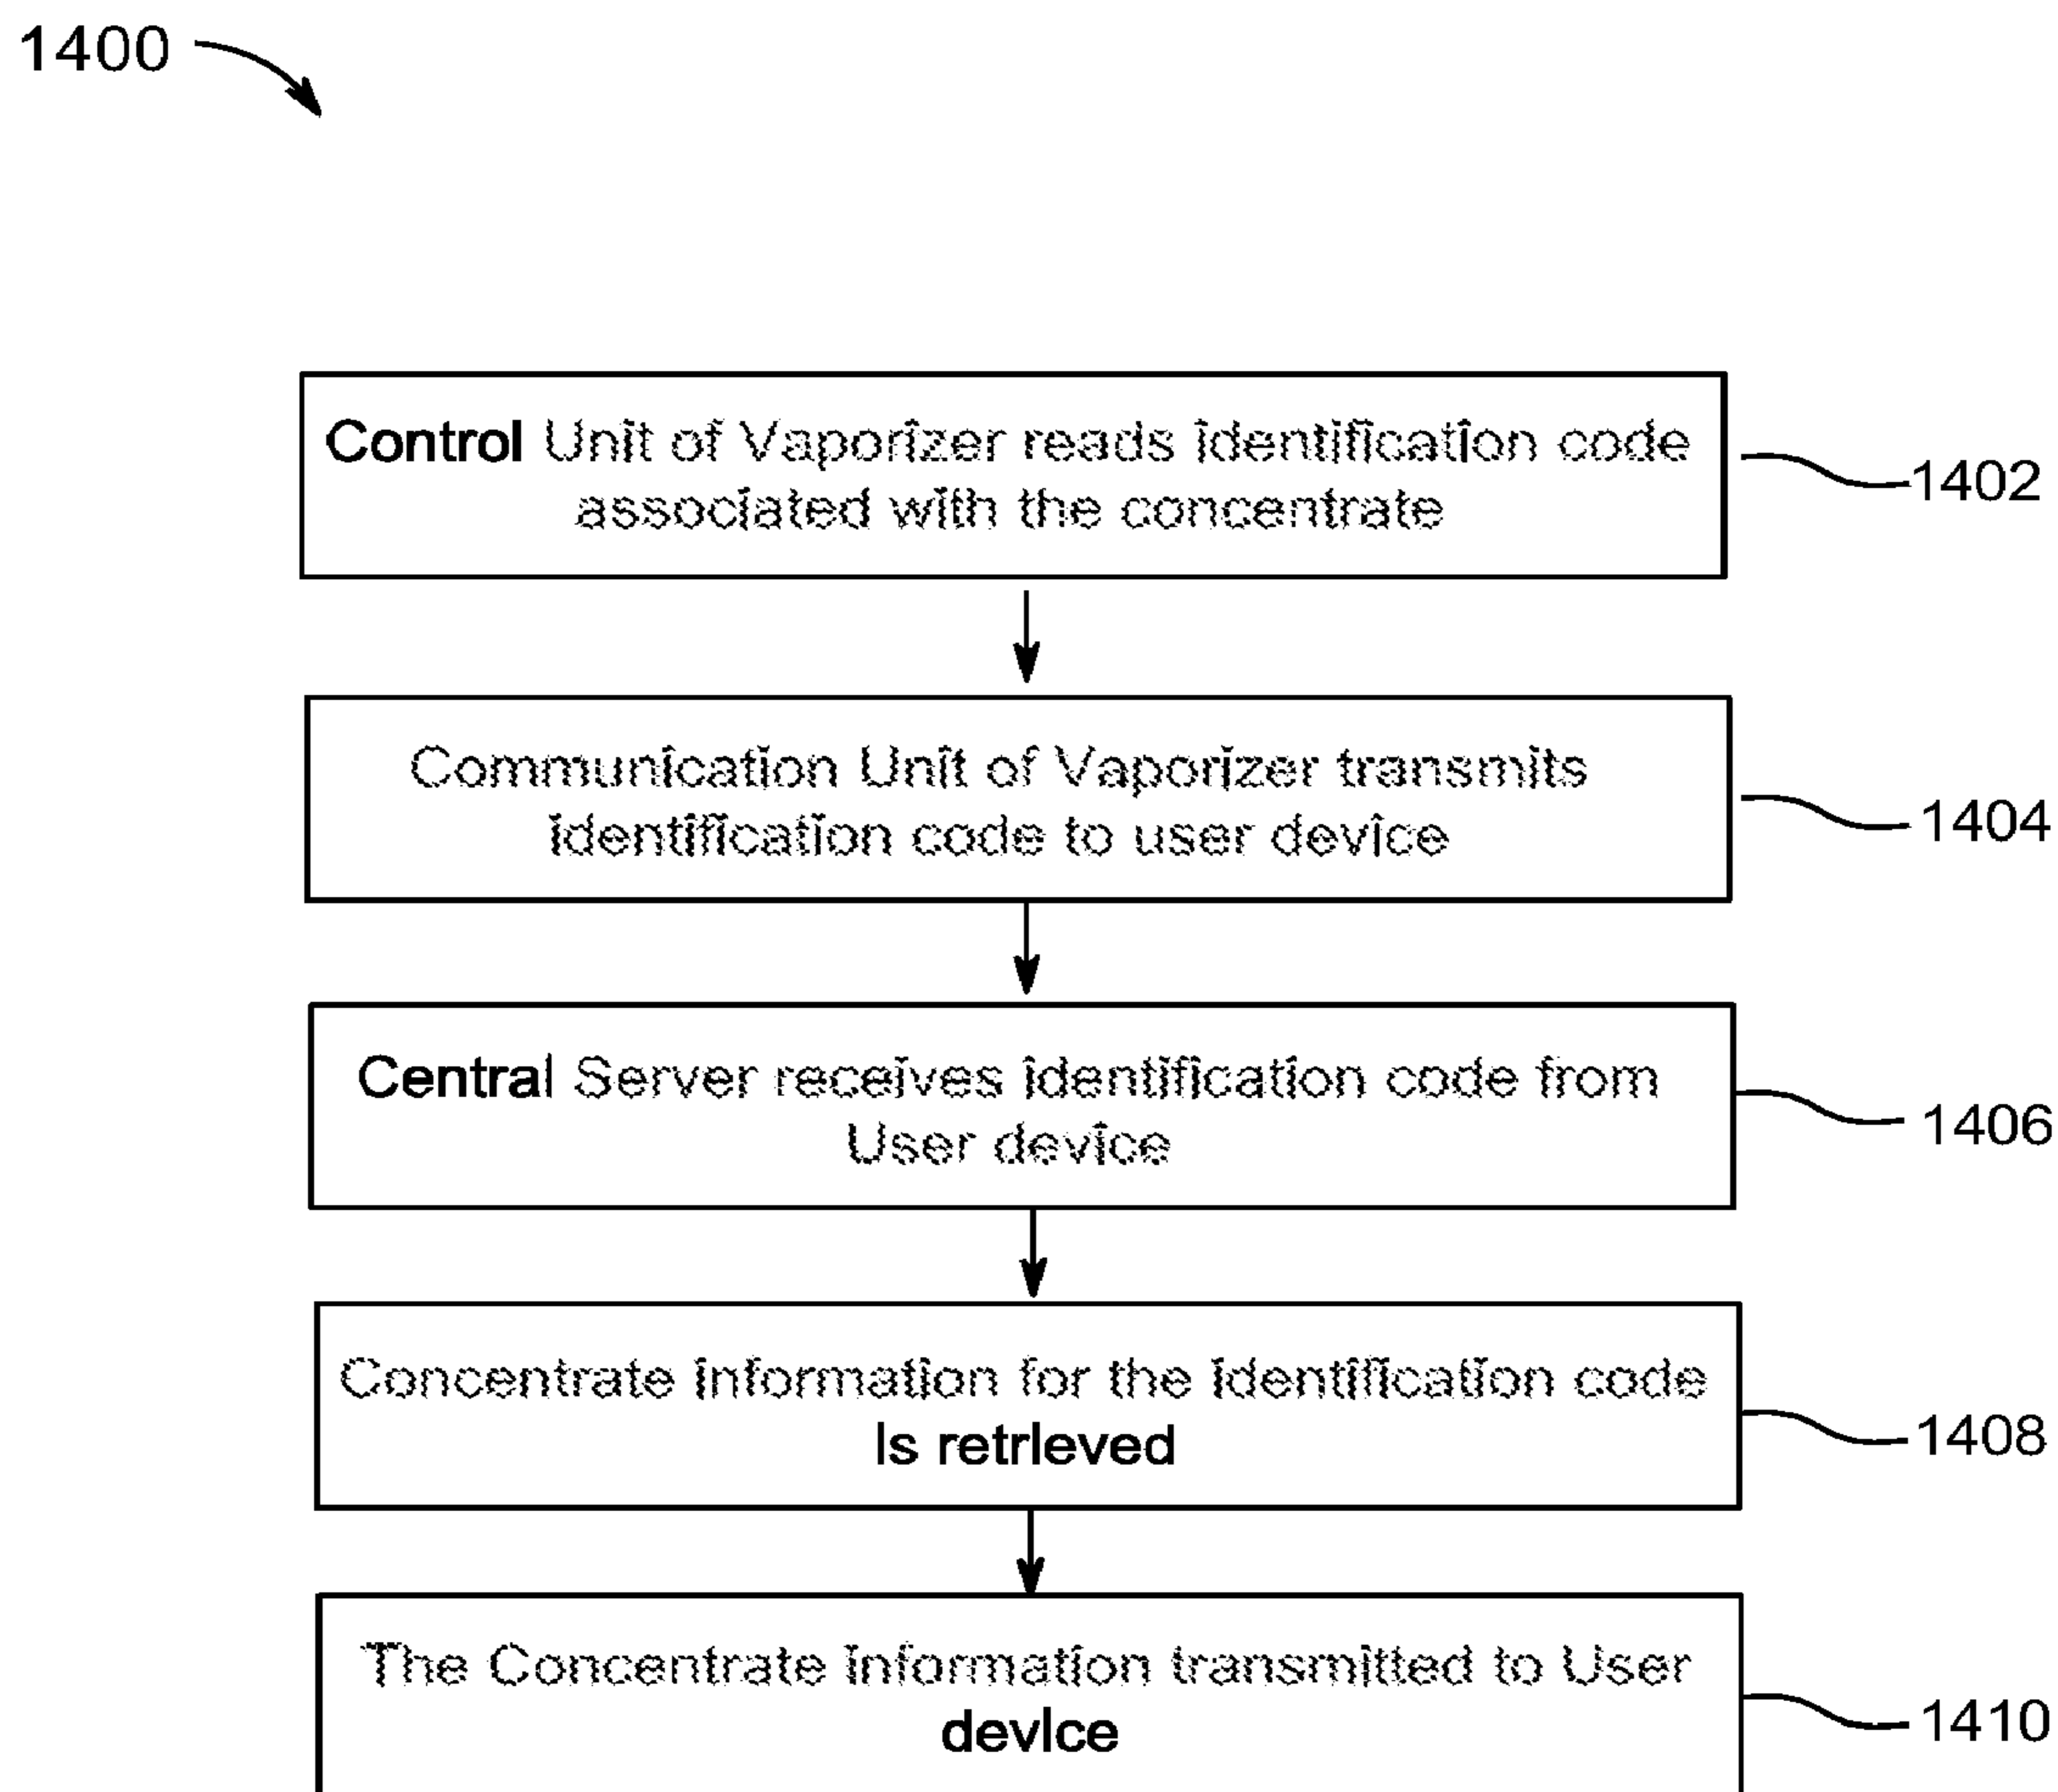 1400
Control Unit of Vaporizer reads identification code
associated with the concentrate
1402
Communication Unit of Vaporizer transmits
identification code to user device
1404
Central Server receives identification code from
User device
1406
Concentrate information for the identification code
is retrieved
1408
The Concentrate Information transmitted to User
device
1410